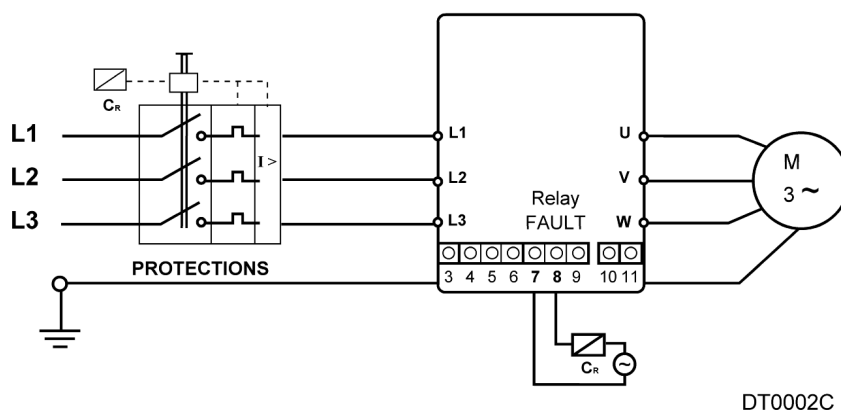 CR
L1
L2
L3
I >
PROTECTIONS
L1
L2
L3
U
V
W
Relay
FAULT
3 4 5 6 7 8 9 10 11
M
3 ~
CR
~
DT0002C